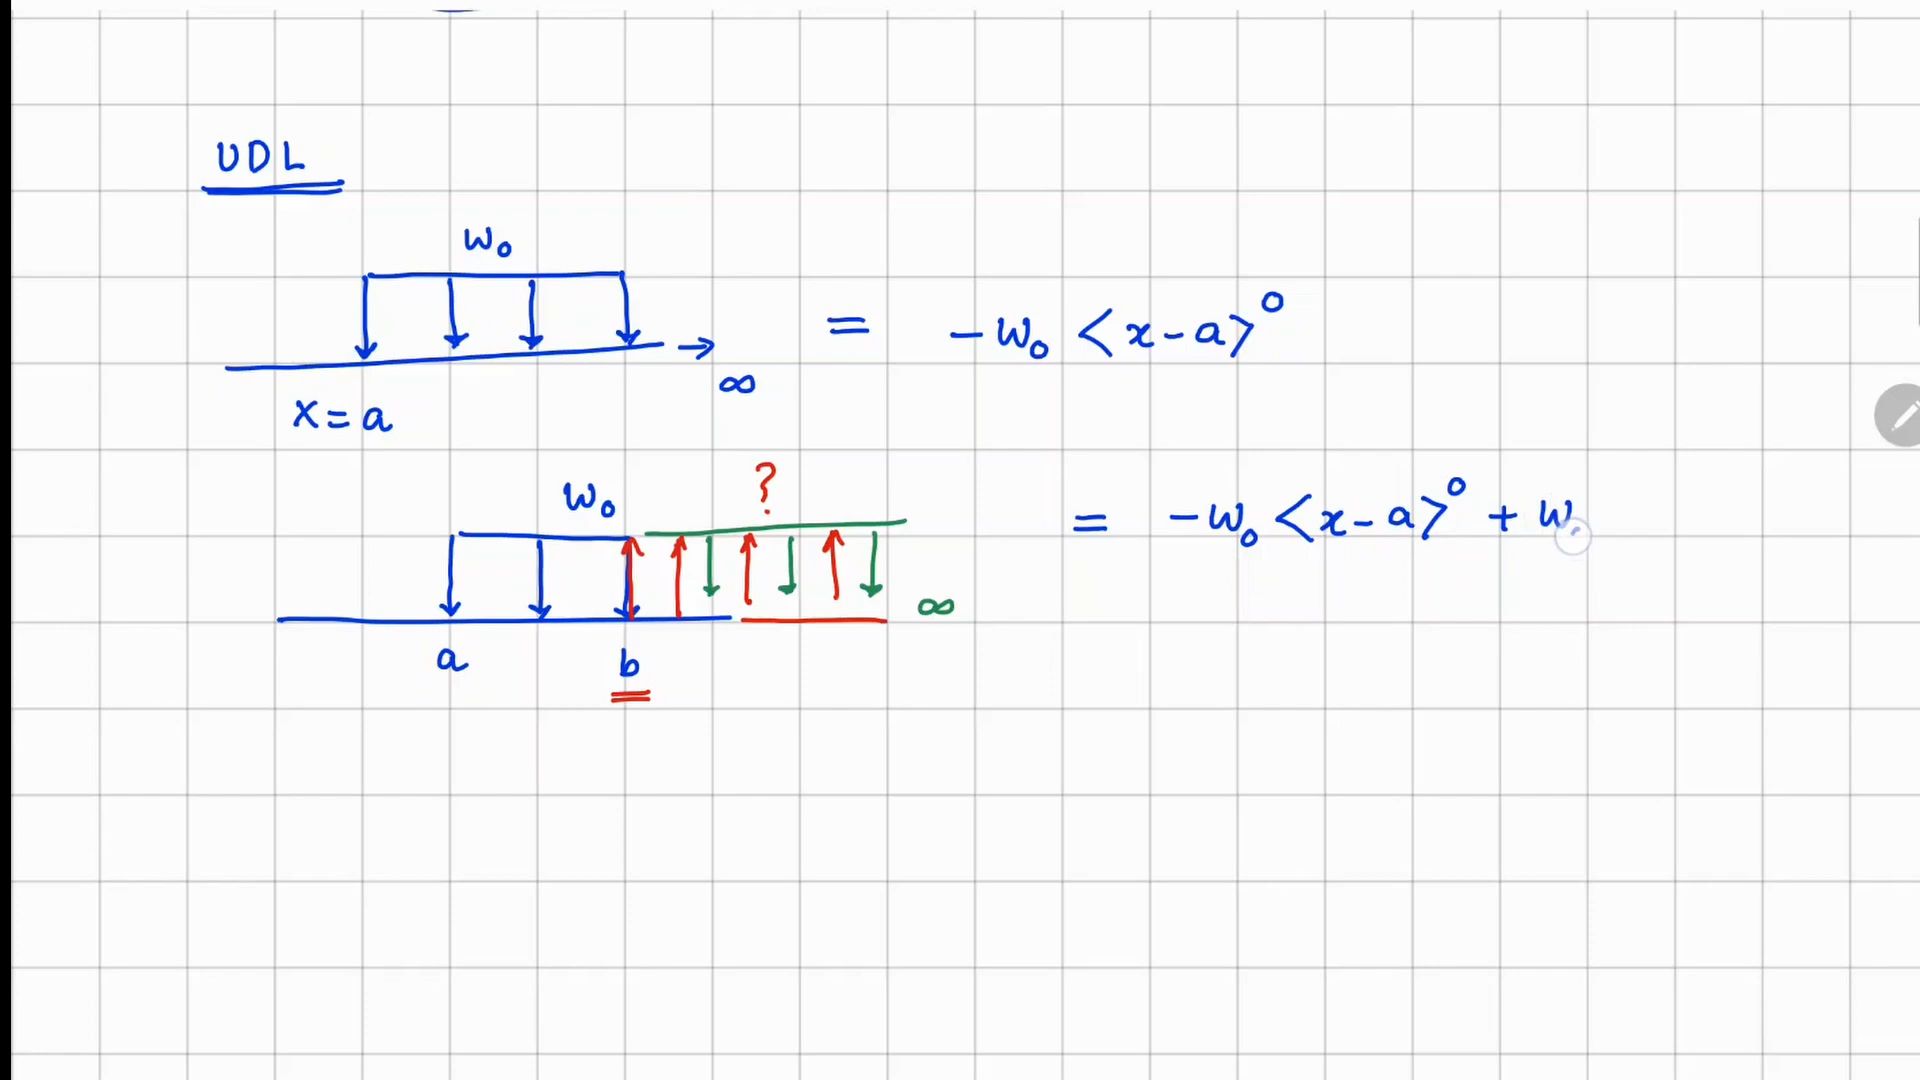 UDL
w₀
= -w₀ <x-a>⁰
→ ∞
x = a
?
w₀
= -w₀ <x-a>⁰ + w
∞
a b